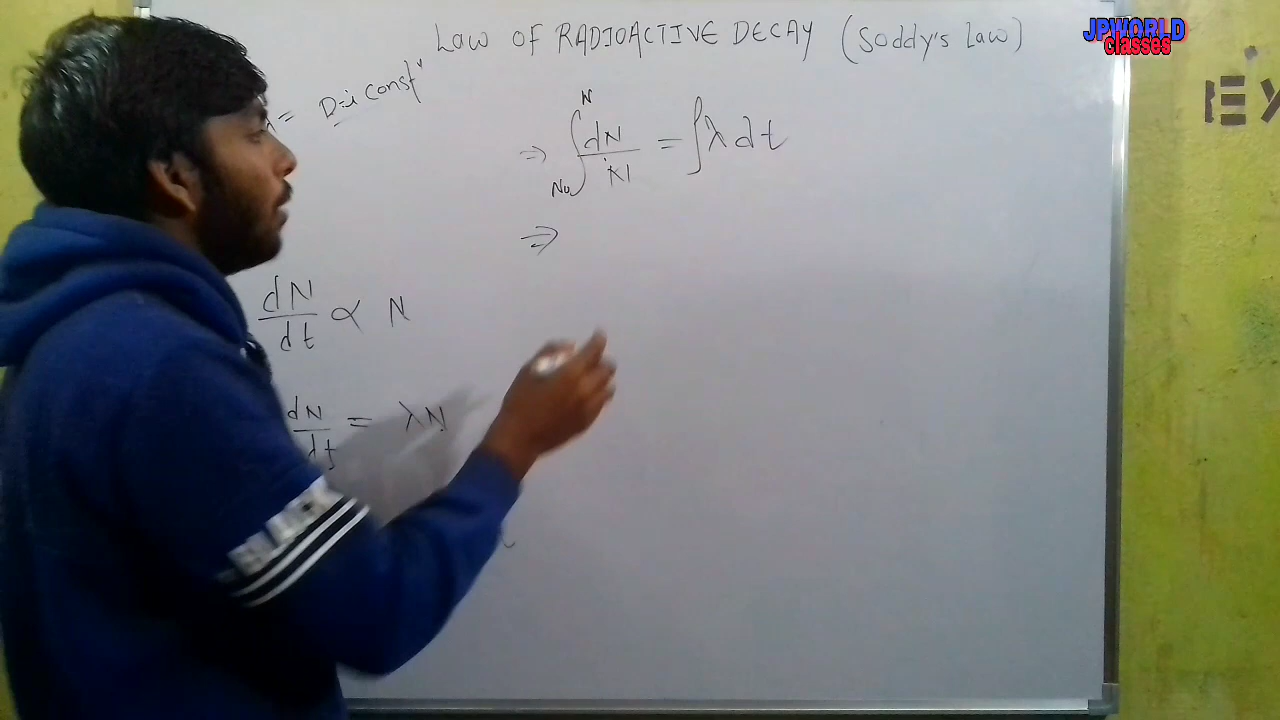 LAW OF RADIOACTIVE DECAY (Soddy's Law)
JPWORLD
classes
= D=i const"
⇒ ∫_{N₀}^{N} dN/N = ∫λ dt
⇒
dN/dt ∝ N
dN/dt = λN